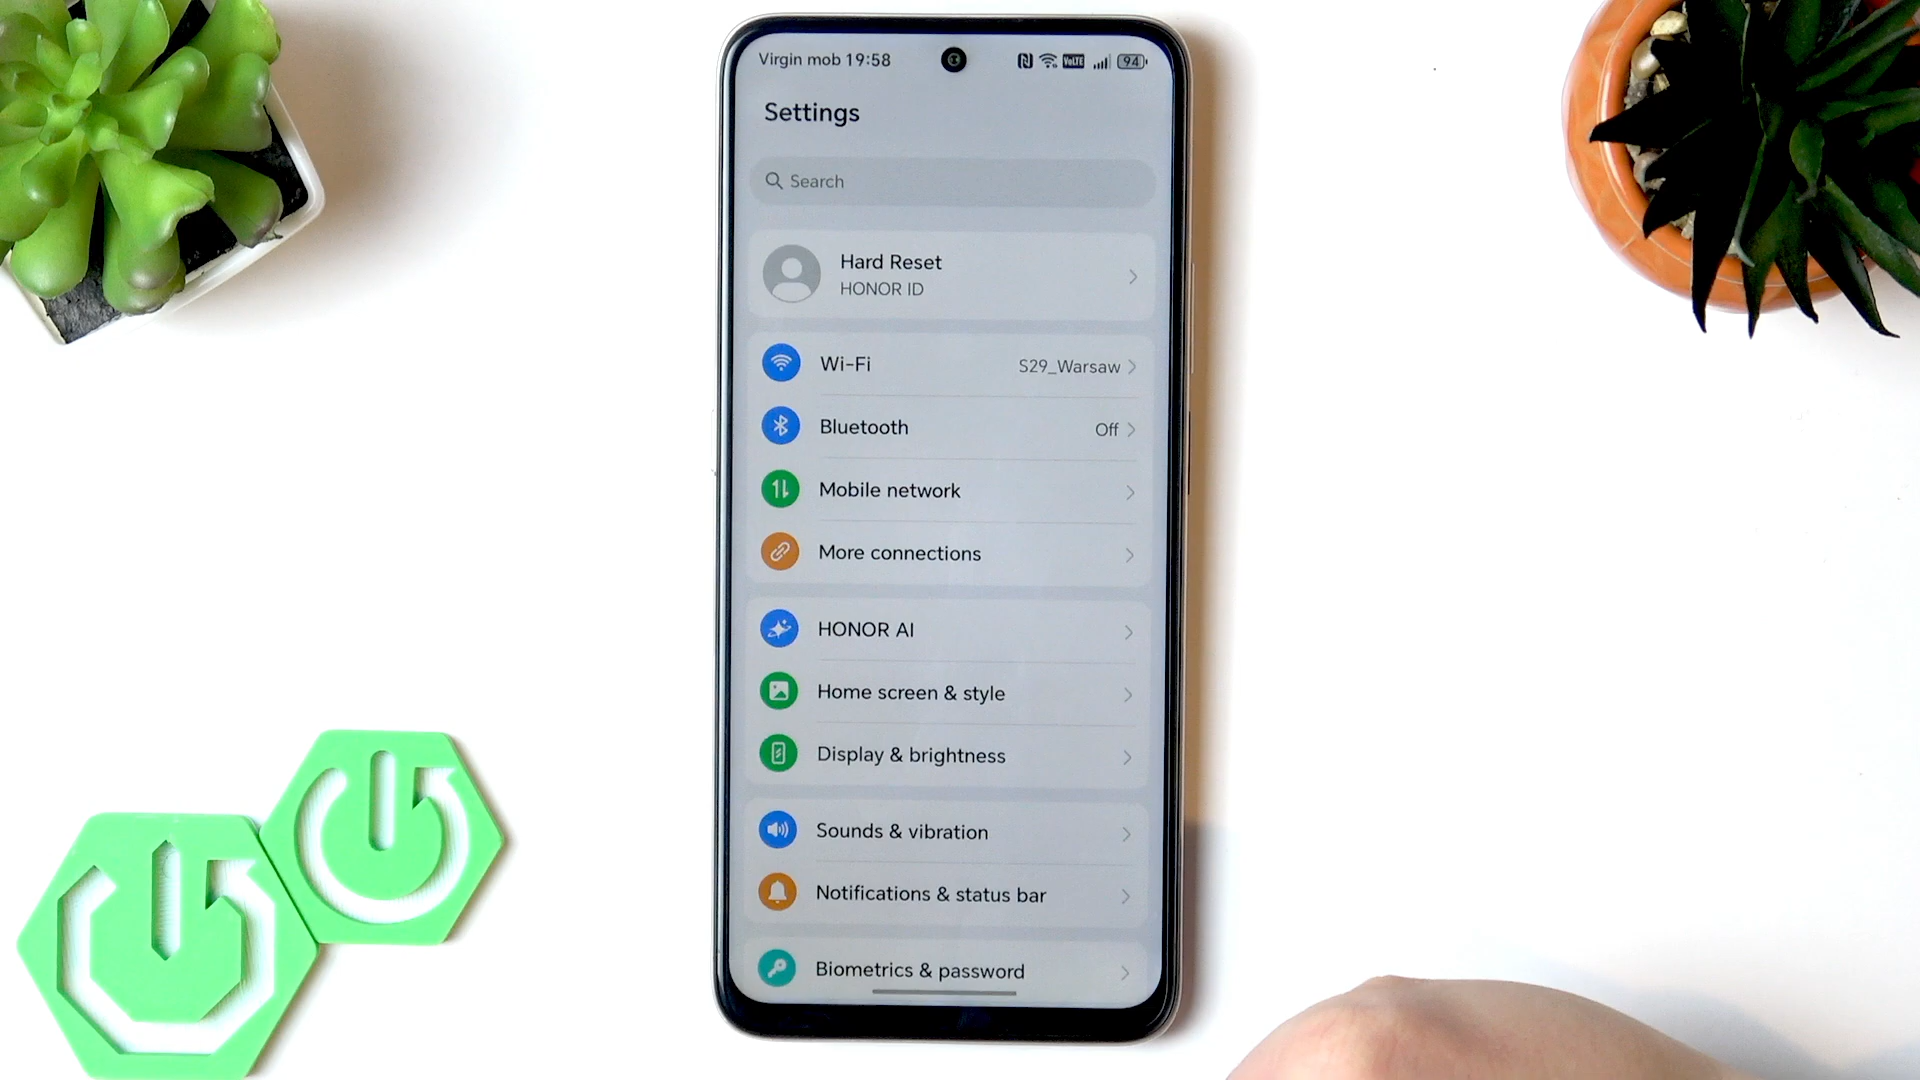 Virgin mob 19:58
VoLTE
94
Settings
Search
Hard Reset
HONOR ID
Wi-Fi
S29_Warsaw
Bluetooth
Off
Mobile network
More connections
HONOR AI
Home screen & style
Display & brightness
Sounds & vibration
Notifications & status bar
Biometrics & password